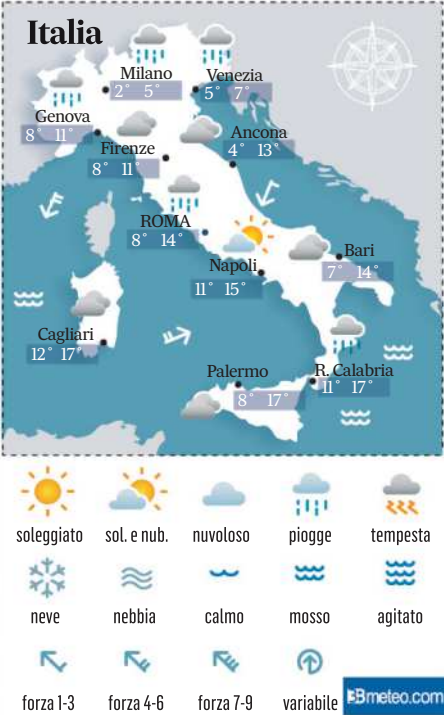 Italia
Milano
2° 5°
Venezia
5° 7°
Genova
8° 11°
Ancona
4° 13°
Firenze
8° 11°
ROMA
8° 14°
Bari
7° 14°
Napoli
11° 15°
Cagliari
12° 17°
Palermo
8° 17°
R. Calabria
11° 17°
soleggiato sol. e nub. nuvoloso piogge tempesta
neve nebbia calmo mosso agitato
forza 1-3 forza 4-6 forza 7-9 variabile
3Bmeteo.com